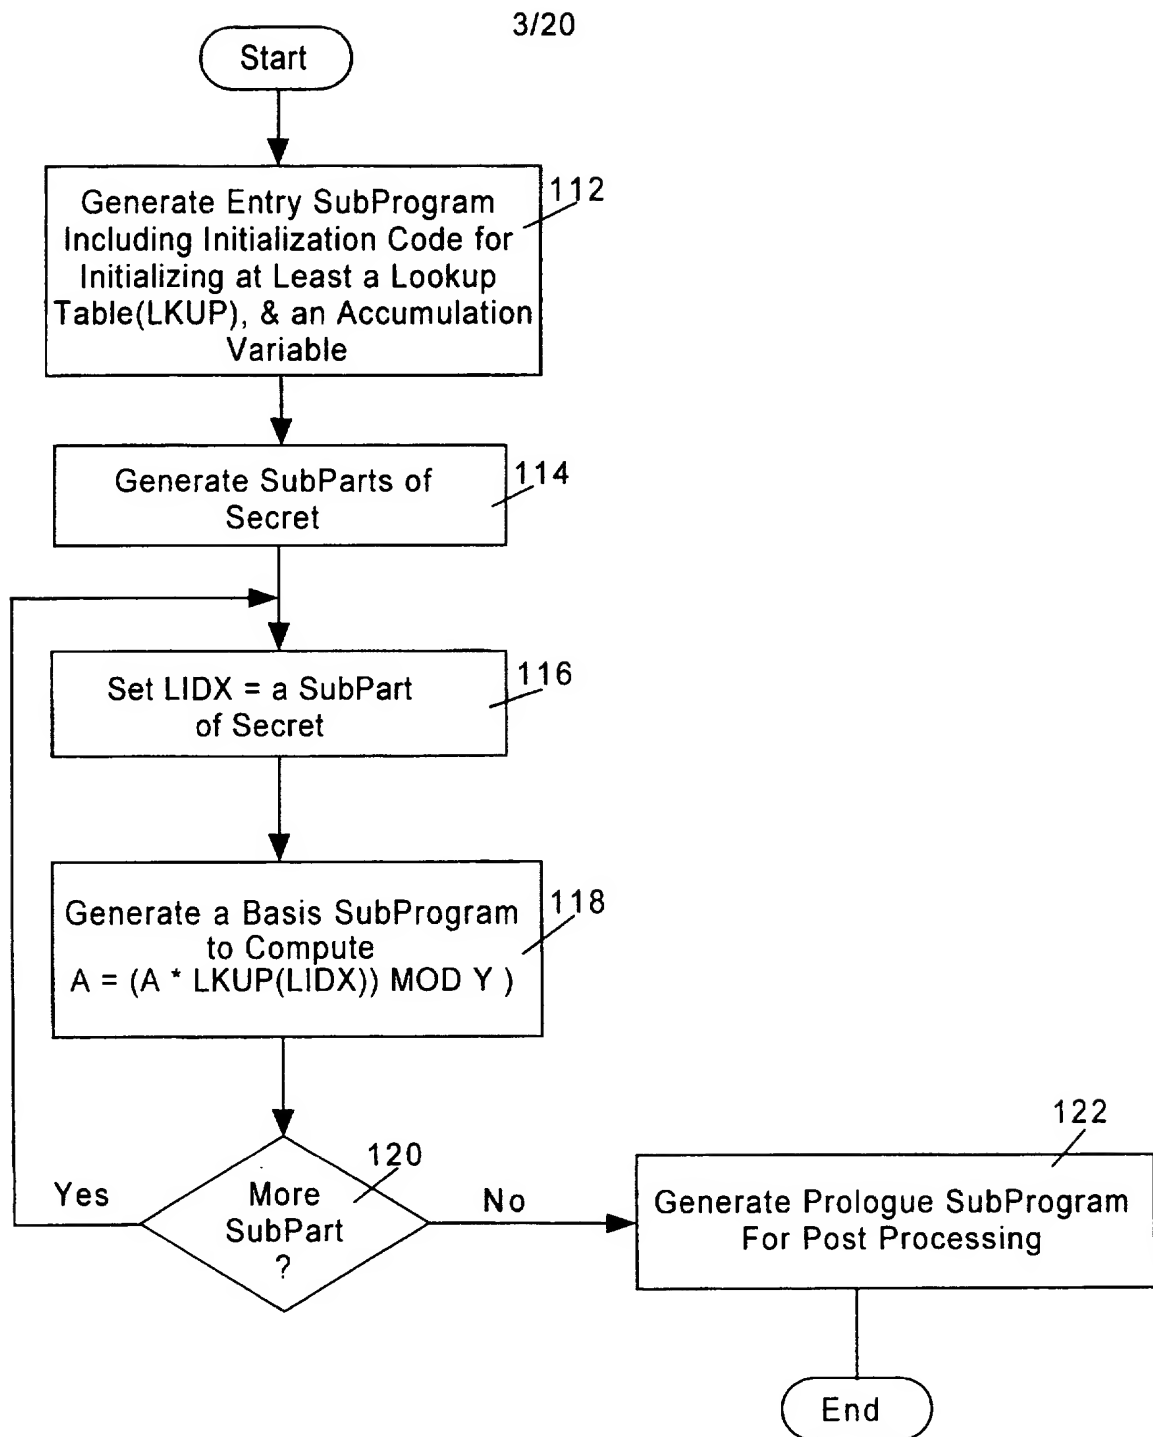 3/20
Start
112
Generate Entry SubProgram
Including Initialization Code for
Initializing at Least a Lookup
Table(LKUP), & an Accumulation
Variable
114
Generate SubParts of
Secret
116
Set LIDX = a SubPart
of Secret
118
Generate a Basis SubProgram
to Compute
A = (A * LKUP(LIDX)) MOD Y )
120
Yes
More
SubPart
?
No
122
Generate Prologue SubProgram
For Post Processing
End